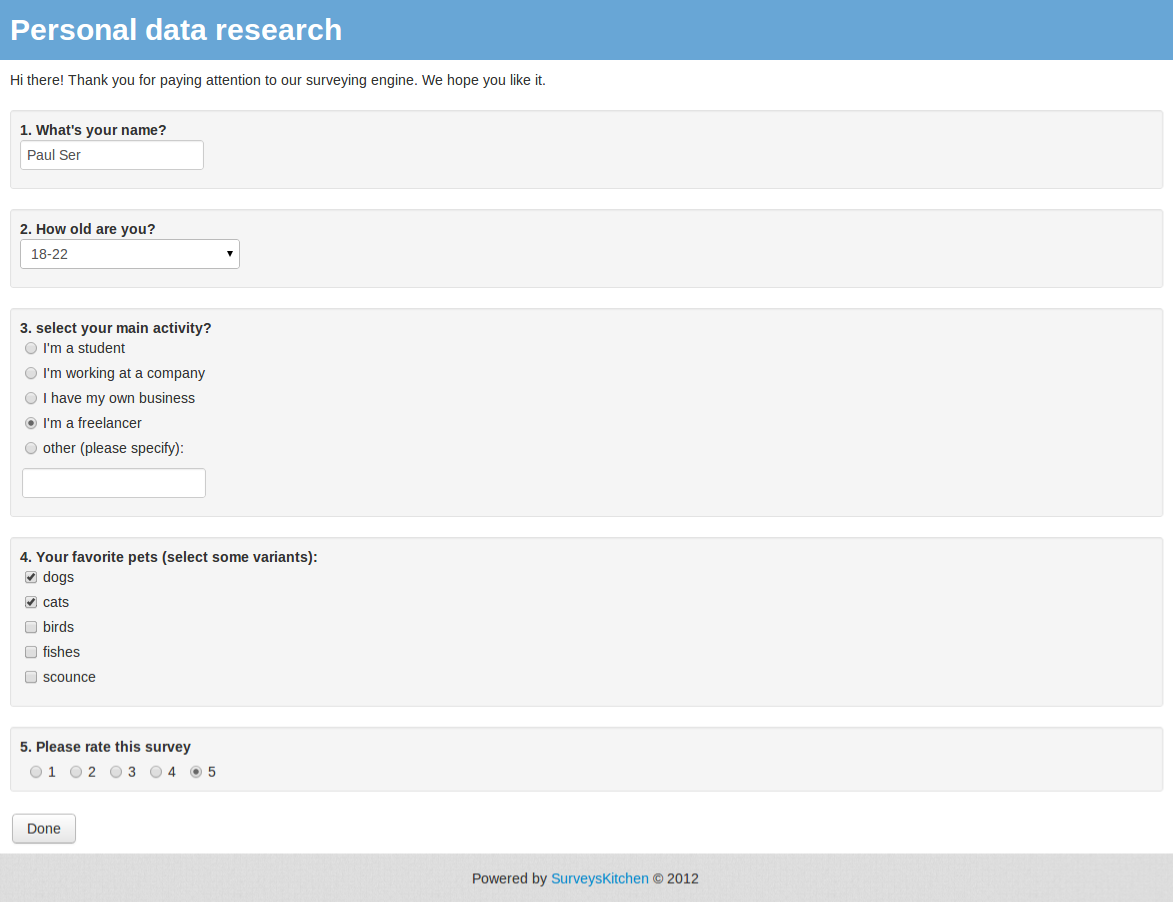 Personal data research
Hi there! Thank you for paying attention to our surveying engine. We hope you like it.
1. What's your name?
Paul Ser
2. How old are you?
18-22
3. select your main activity?
I'm a student
I'm working at a company
I have my own business
I'm a freelancer
other (please specify):
4. Your favorite pets (select some variants):
dogs
cats
birds
fishes
scounce
5. Please rate this survey
1 2 3 4 5
Done
Powered by SurveysKitchen © 2012